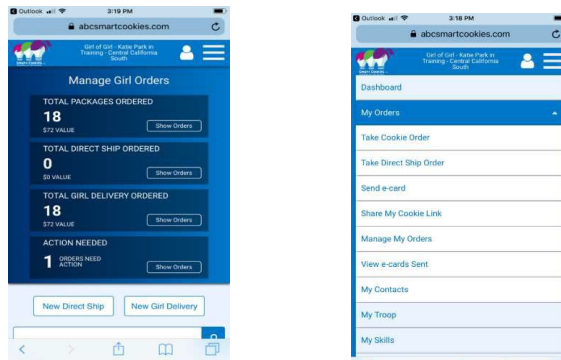 Outlook
3:19 PM
abcsmartcookies.com
Girl of Girl - Katie Park in
Training - Central California
South
Manage Girl Orders
TOTAL PACKAGES ORDERED
18
$72 VALUE
Show Orders
TOTAL DIRECT SHIP ORDERED
0
$0 VALUE
Show Orders
TOTAL GIRL DELIVERY ORDERED
18
$72 VALUE
Show Orders
ACTION NEEDED
1 ORDERS NEED
ACTION
Show Orders
New Direct Ship
New Girl Delivery
Outlook
3:18 PM
abcsmartcookies.com
Girl of Girl - Katie Park in
Training - Central California
South
Dashboard
My Orders
Take Cookie Order
Take Direct Ship Order
Send e-card
Share My Cookie Link
Manage My Orders
View e-cards Sent
My Contacts
My Troop
My Skills